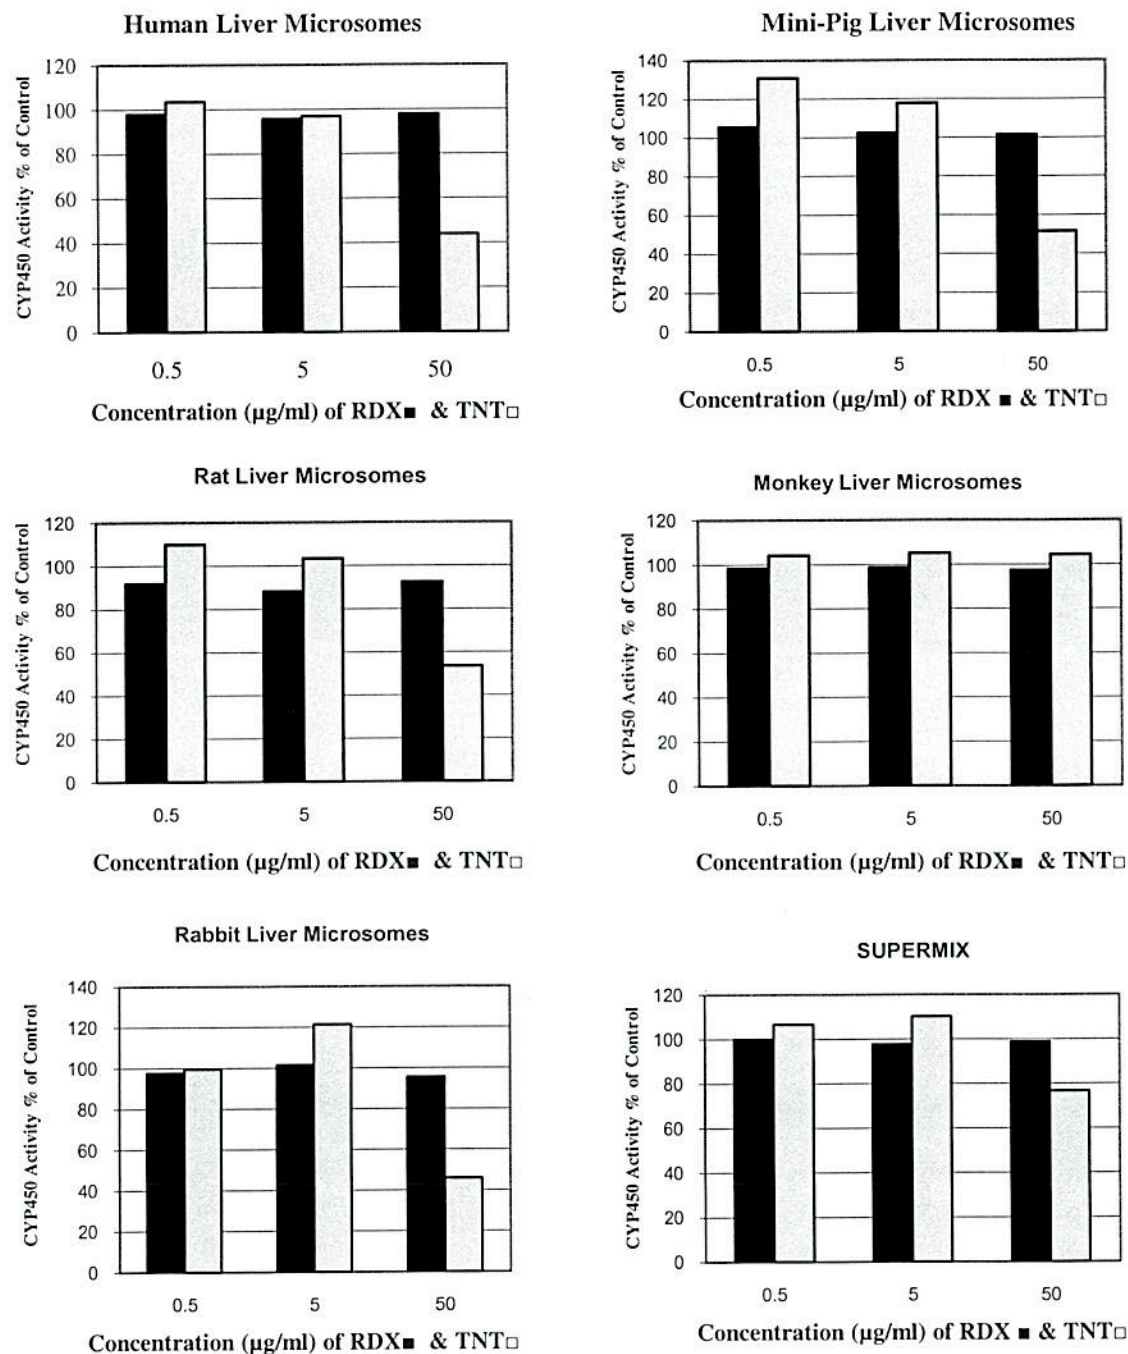 Human Liver Microsomes
CYP450 Activity % of Control
120
100
80
60
40
20
0
0.5 5 50
Concentration (µg/ml) of RDX■ & TNT□
Mini-Pig Liver Microsomes
CYP450 Activity % of Control
140
120
100
80
60
40
20
0
0.5 5 50
Concentration (µg/ml) of RDX ■ & TNT□
Rat Liver Microsomes
CYP450 Activity % of Control
120
100
80
60
40
20
0
0.5 5 50
Concentration (µg/ml) of RDX■ & TNT□
Monkey Liver Microsomes
CYP450 Activity % of Control
120
100
80
60
40
20
0
0.5 5 50
Concentration (µg/ml) of RDX■ & TNT□
Rabbit Liver Microsomes
CYP450 Activity % of Control
140
120
100
80
60
40
20
0
0.5 5 50
Concentration (µg/ml) of RDX■ & TNT□
SUPERMIX
CYP450 Activity % of Control
120
100
80
60
40
20
0
0.5 5 50
Concentration (µg/ml) of RDX ■ & TNT□